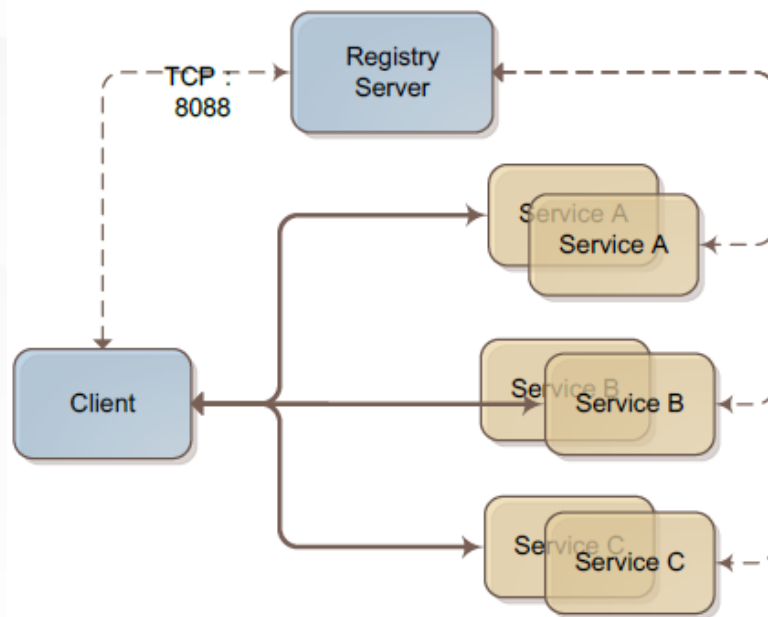 Registry
Server
TCP :
8088
Service A
Service A
Client
Service B
Service B
Service C
Service C